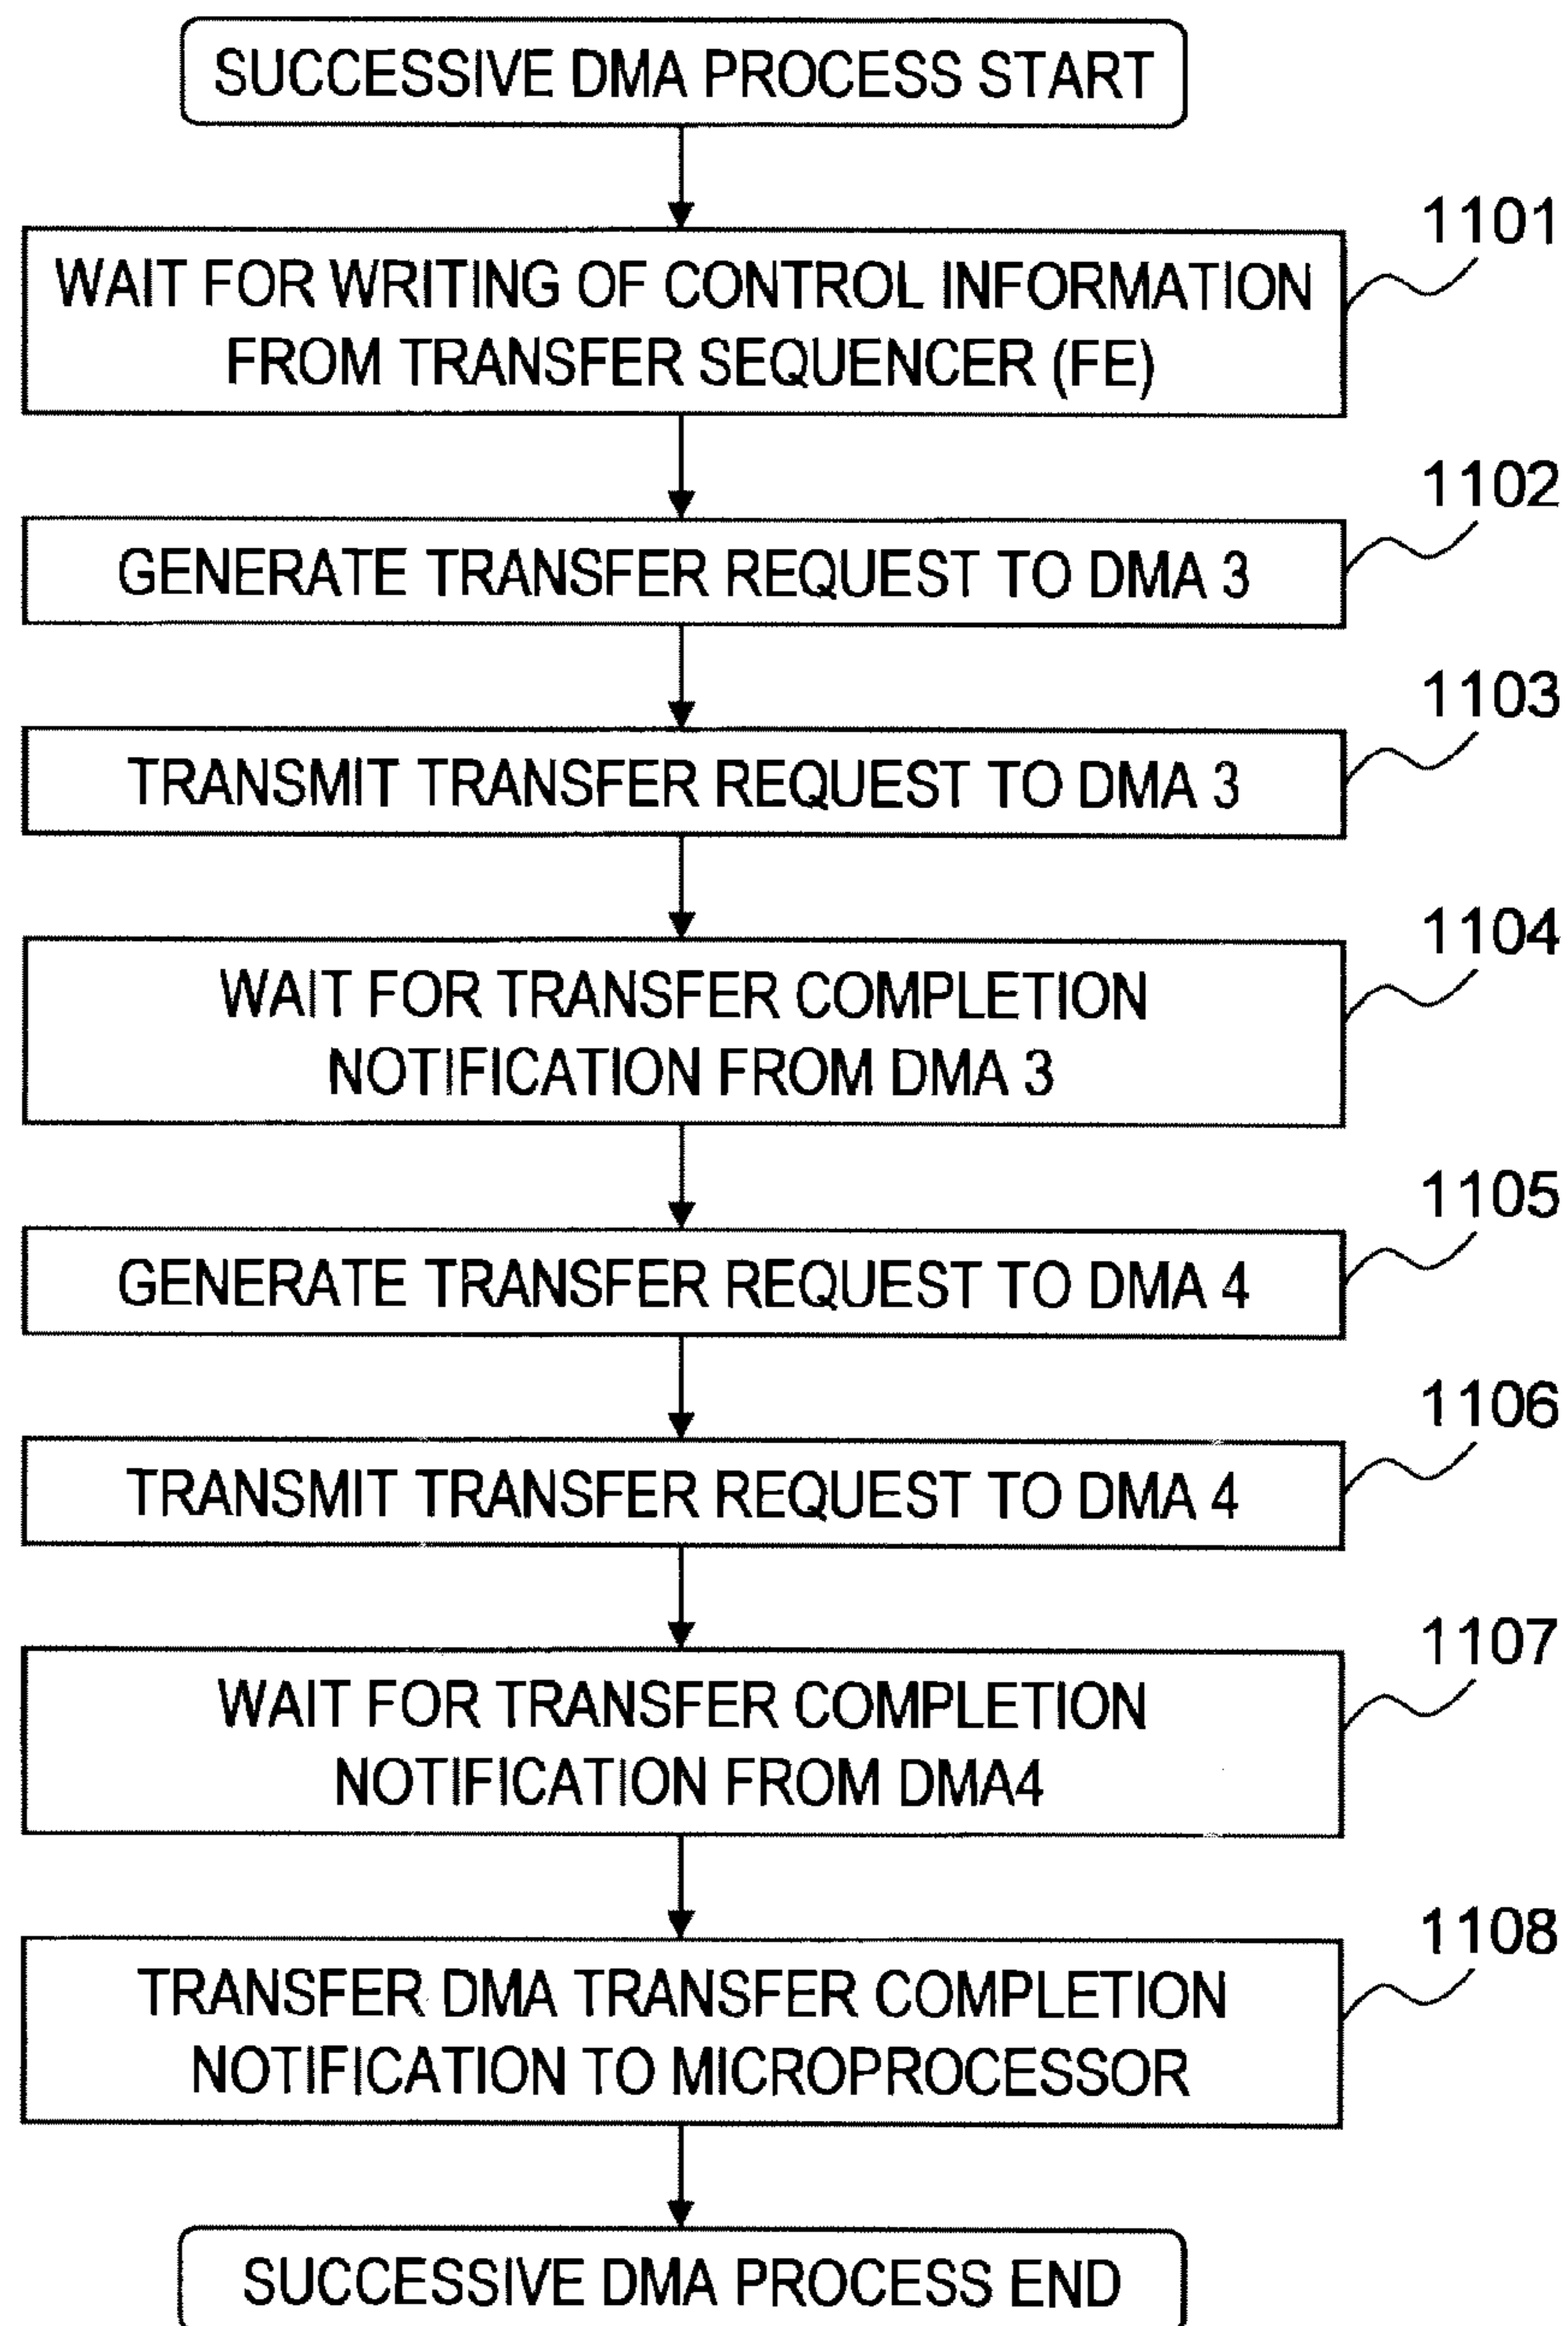 SUCCESSIVE DMA PROCESS START
1101
WAIT FOR WRITING OF CONTROL INFORMATION
FROM TRANSFER SEQUENCER (FE)
1102
GENERATE TRANSFER REQUEST TO DMA 3
1103
TRANSMIT TRANSFER REQUEST TO DMA 3
1104
WAIT FOR TRANSFER COMPLETION
NOTIFICATION FROM DMA 3
1105
GENERATE TRANSFER REQUEST TO DMA 4
1106
TRANSMIT TRANSFER REQUEST TO DMA 4
1107
WAIT FOR TRANSFER COMPLETION
NOTIFICATION FROM DMA4
1108
TRANSFER DMA TRANSFER COMPLETION
NOTIFICATION TO MICROPROCESSOR
SUCCESSIVE DMA PROCESS END